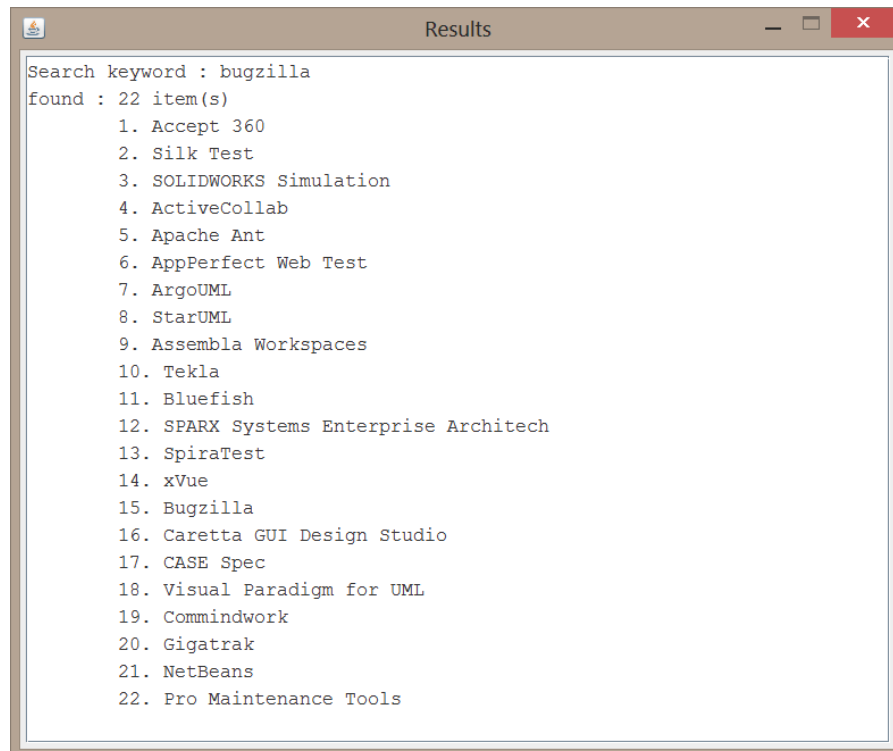 Results
Search keyword : bugzilla
found : 22 item(s)
1. Accept 360
2. Silk Test
3. SOLIDWORKS Simulation
4. ActiveCollab
5. Apache Ant
6. AppPerfect Web Test
7. ArgoUML
8. StarUML
9. Assembla Workspaces
10. Tekla
11. Bluefish
12. SPARX Systems Enterprise Architech
13. SpiraTest
14. xVue
15. Bugzilla
16. Caretta GUI Design Studio
17. CASE Spec
18. Visual Paradigm for UML
19. Commindwork
20. Gigatrak
21. NetBeans
22. Pro Maintenance Tools